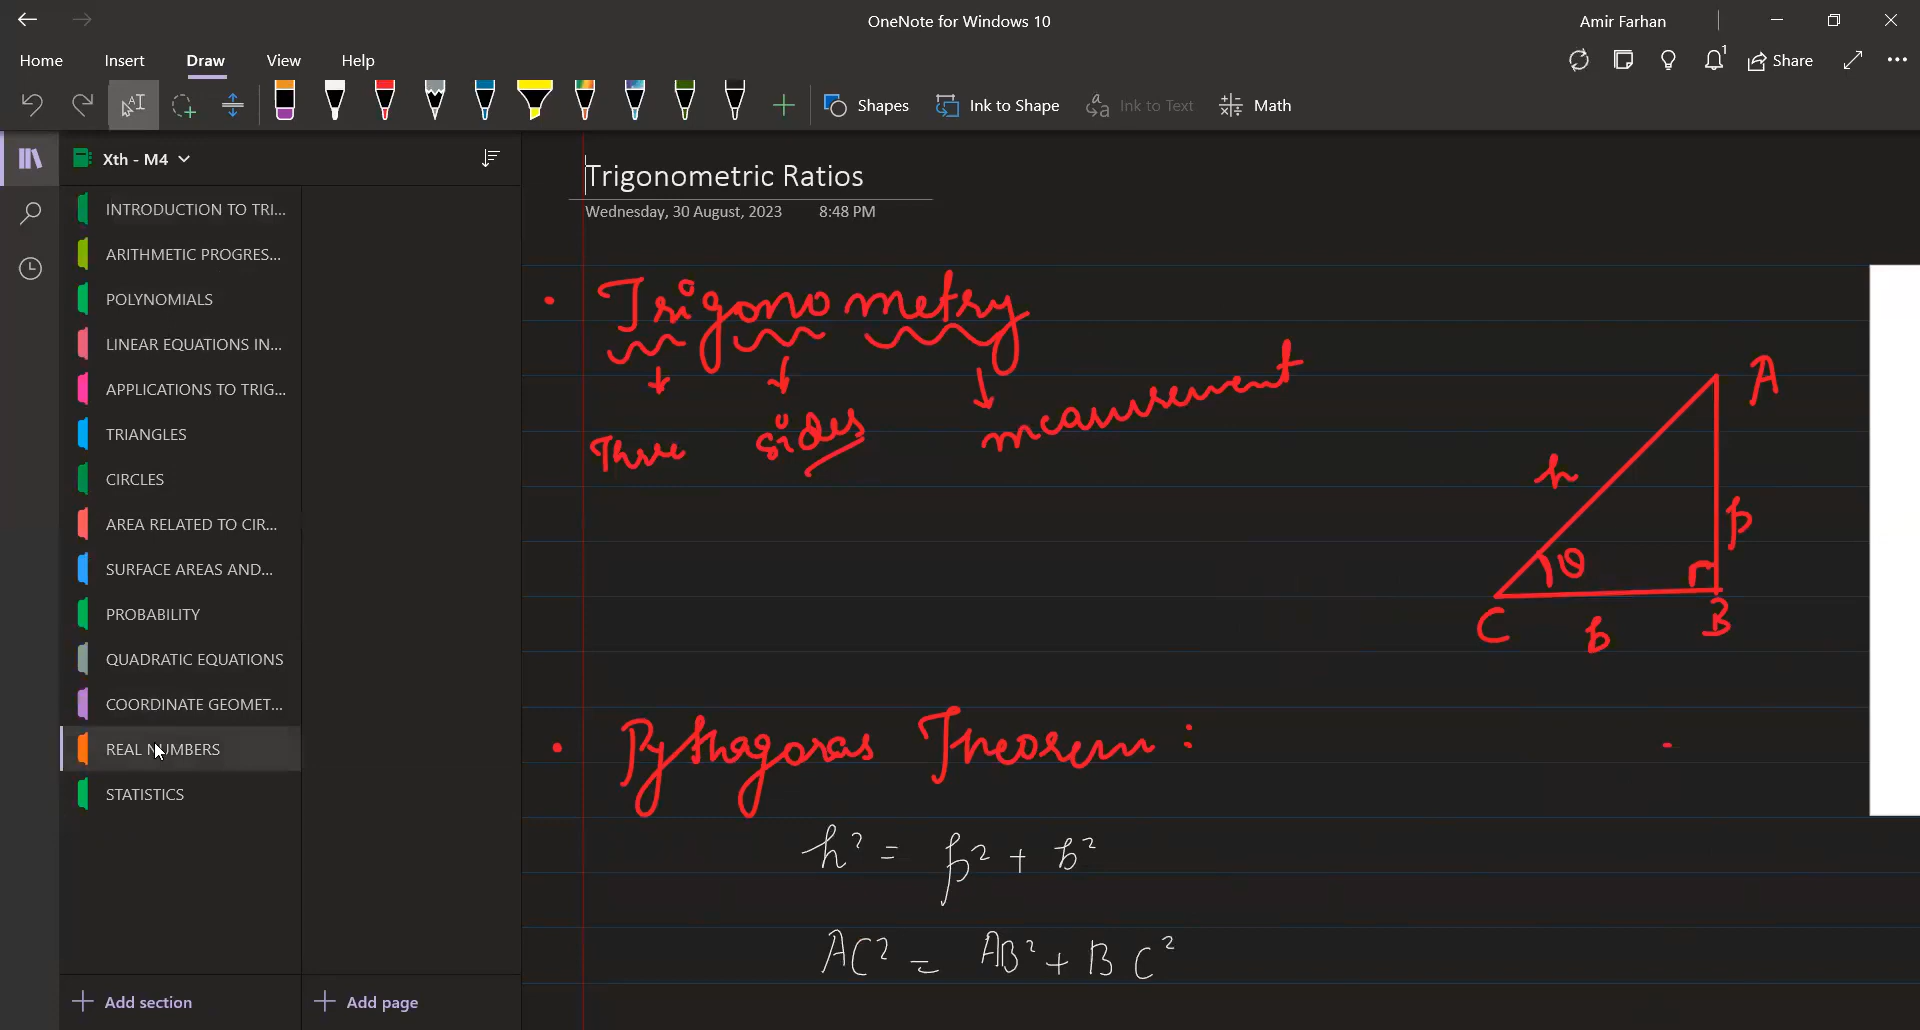 OneNote for Windows 10
Amir Farhan
Home Insert Draw View Help
1
Share
Shapes
Ink to Shape
Ink to Text
Math
Xth - M4
INTRODUCTION TO TRI...
ARITHMETIC PROGRES...
POLYNOMIALS
LINEAR EQUATIONS IN...
APPLICATIONS TO TRIG...
TRIANGLES
CIRCLES
AREA RELATED TO CIR...
SURFACE AREAS AND...
PROBABILITY
QUADRATIC EQUATIONS
COORDINATE GEOMET...
REAL NUMBERS
STATISTICS
Add section
Add page
Trigonometric Ratios
Wednesday, 30 August, 2023 8:48 PM
• Trigonometry
Three sides measurement
A
h
p
θ
C b B
• Pythagoras Theorem :
h² = p² + b²
AC² = AB² + BC²